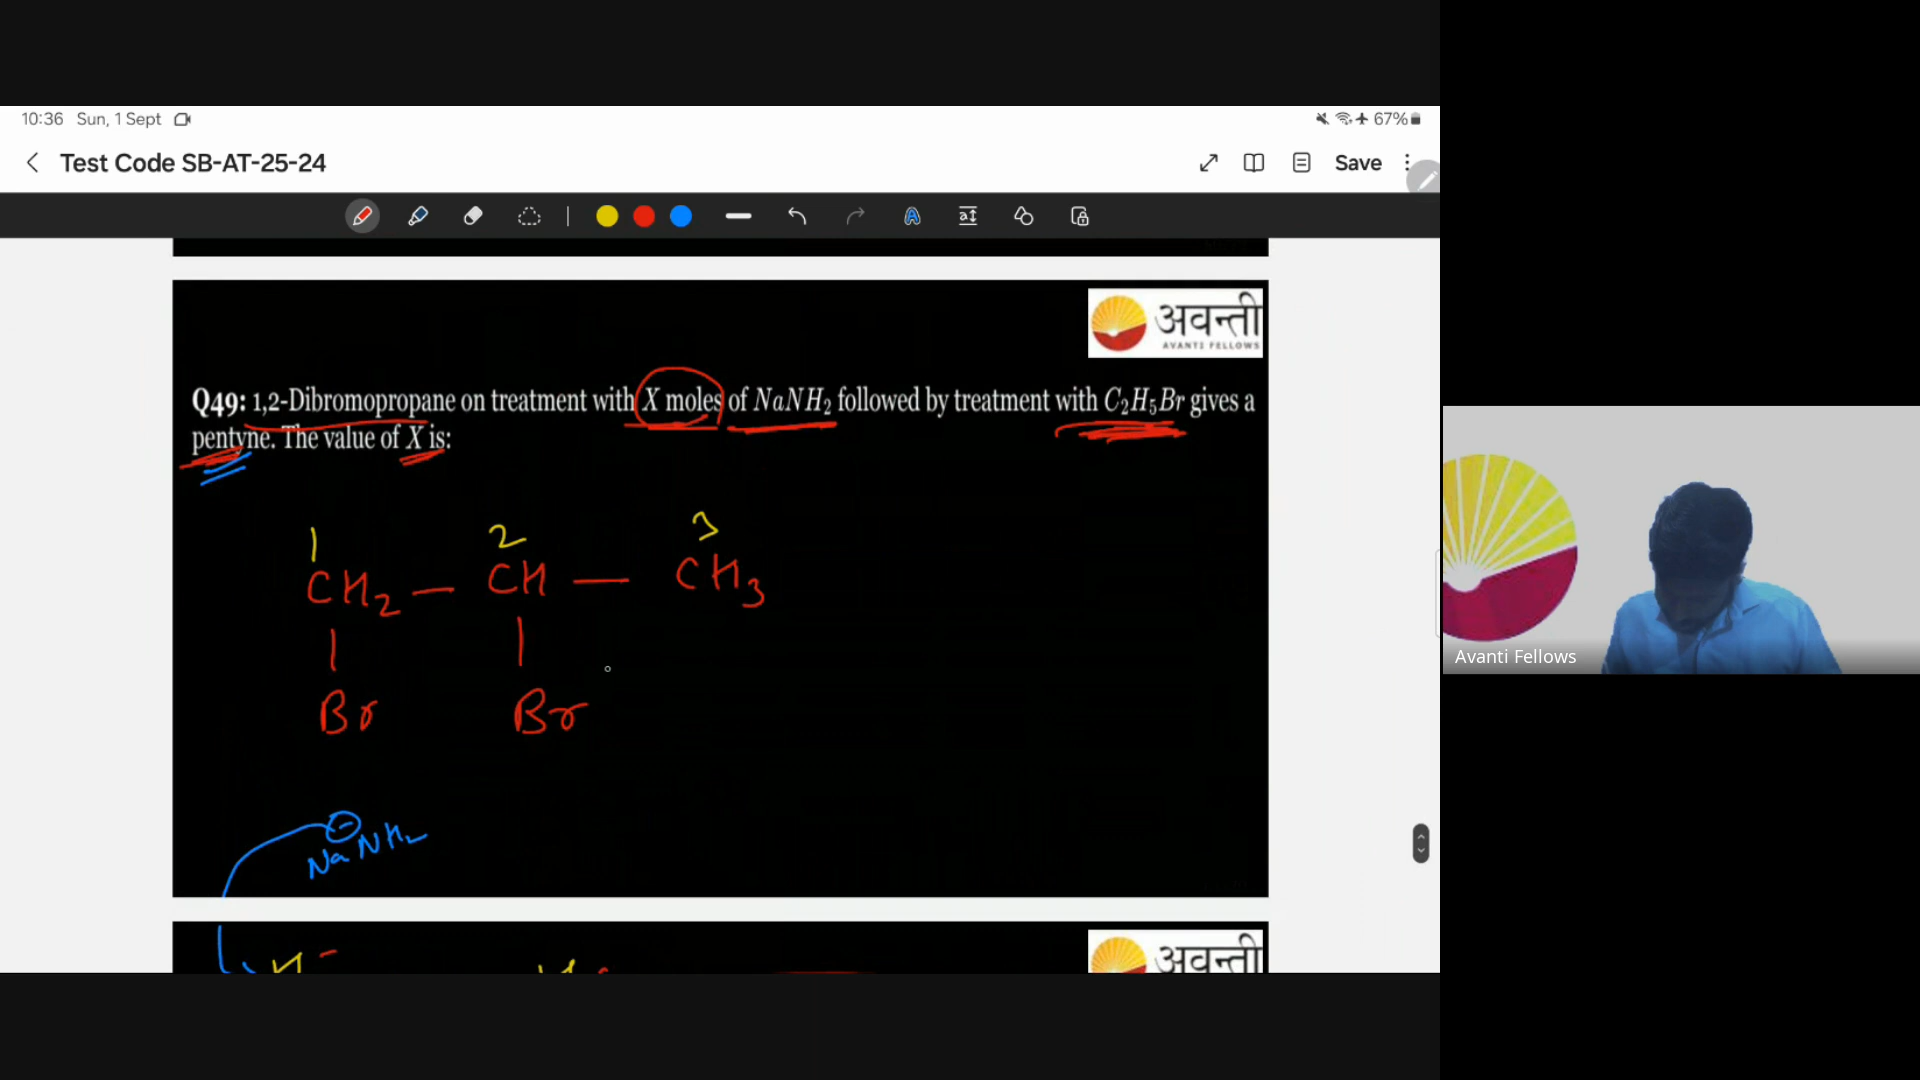 10:36 Sun, 1 Sept 67%
Test Code SB-AT-25-24 Save
अवन्ती
AVANTI FELLOWS
Q49: 1,2-Dibromopropane on treatment with X moles of NaNH₂ followed by treatment with C₂H₅Br gives a
pentyne. The value of X is:
1 2 3
CH₂ — CH — CH₃
Br Br
NaNH₂
अवन्ती
Avanti Fellows